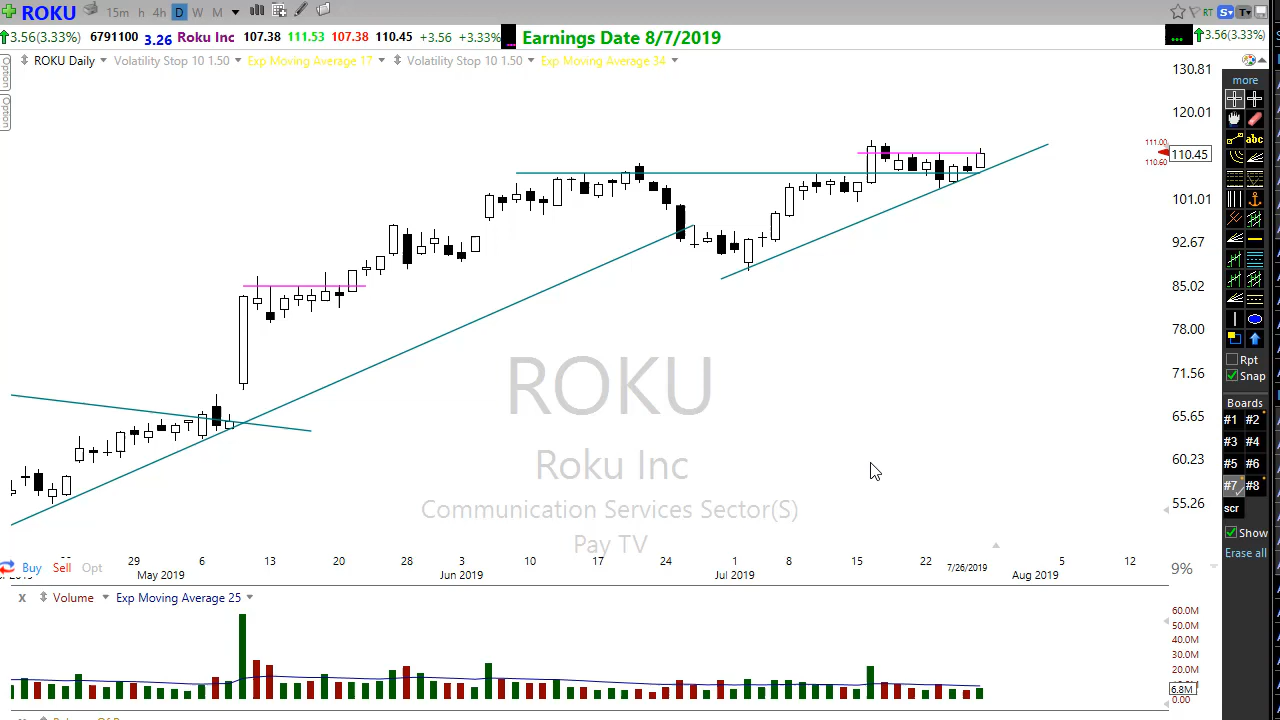 ROKU 15m h 4h D W M RT S T
3.56(3.33%) 6791100 3.26 Roku Inc 107.38 111.53 107.38 110.45 +3.56 +3.33% ... Earnings Date 8/7/2019 ... 3.56(3.33%)
ROKU Daily Volatility Stop 10 1.50 Exp Moving Average 17 Volatility Stop 10 1.50 Exp Moving Average 34
Option
Option
130.81
120.01
111.00
110.45
110.60
101.01
92.67
85.02
78.00
71.56
65.65
60.23
55.26
more
abc
Rpt
Snap
Boards
#1 #2
#3 #4
#5 #6
#7 #8
scr
Show
Erase all
ROKU
Roku Inc
Communication Services Sector(S)
Pay TV
29 6 13 20 28 3 10 17 24 1 8 15 22 7/26/2019 5 12
Buy Sell Opt May 2019 Jun 2019 Jul 2019 Aug 2019 9%
X Volume Exp Moving Average 25
60.0M
50.0M
40.0M
30.0M
20.0M
6.8M
0.00